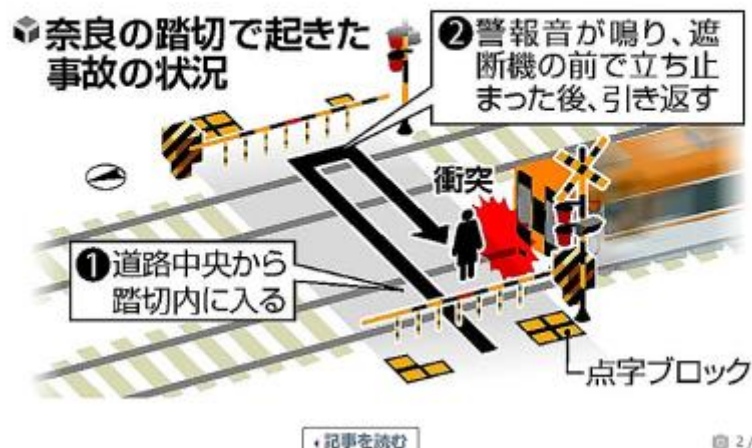 奈良の踏切で起きた
事故の状況
❷警報音が鳴り、遮
断機の前で立ち止
まった後、引き返す
衝突
❶道路中央から
踏切内に入る
点字ブロック
記事を読む
2/